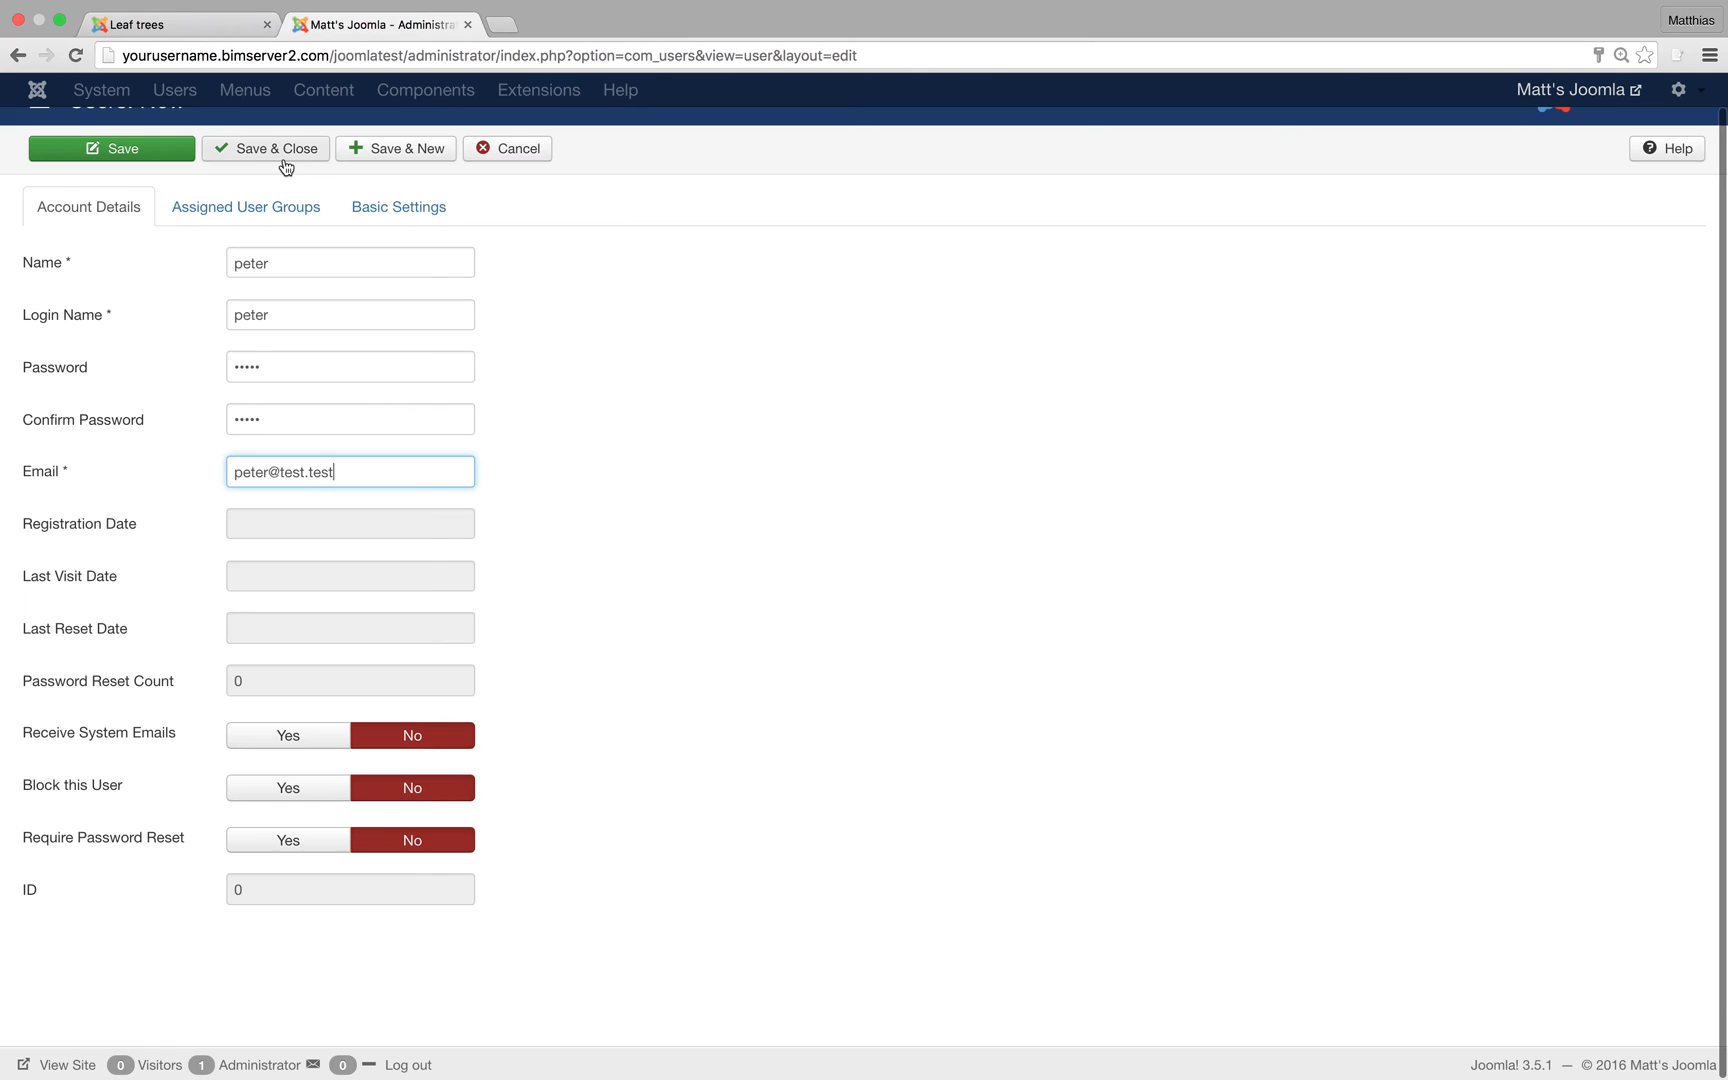 Leaf trees
Matt's Joomla - Administra
Matthias
yourusername.bimserver2.com/joomlatest/administrator/index.php?option=com_users&view=user&layout=edit
System Users Menus Content Components Extensions Help
Matt's Joomla
Save
Save & Close
Save & New
Cancel
Help
Account Details
Assigned User Groups
Basic Settings
Name *
peter
Login Name *
peter
Password
•••••
Confirm Password
•••••
Email *
peter@test.test
Registration Date
Last Visit Date
Last Reset Date
Password Reset Count
0
Receive System Emails
Yes No
Block this User
Yes No
Require Password Reset
Yes No
ID
0
View Site 0 Visitors 1 Administrator 0 Log out
Joomla! 3.5.1 — © 2016 Matt's Joomla